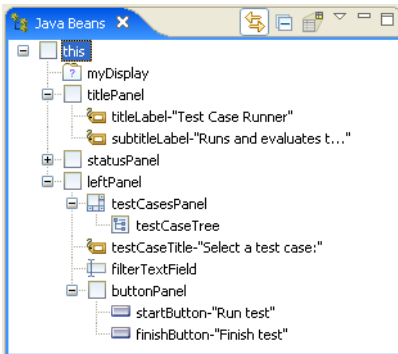 Java Beans
this
myDisplay
titlePanel
titleLabel-"Test Case Runner"
subtitleLabel-"Runs and evaluates t..."
statusPanel
leftPanel
testCasesPanel
testCaseTree
testCaseTitle-"Select a test case:"
filterTextField
buttonPanel
startButton-"Run test"
finishButton-"Finish test"